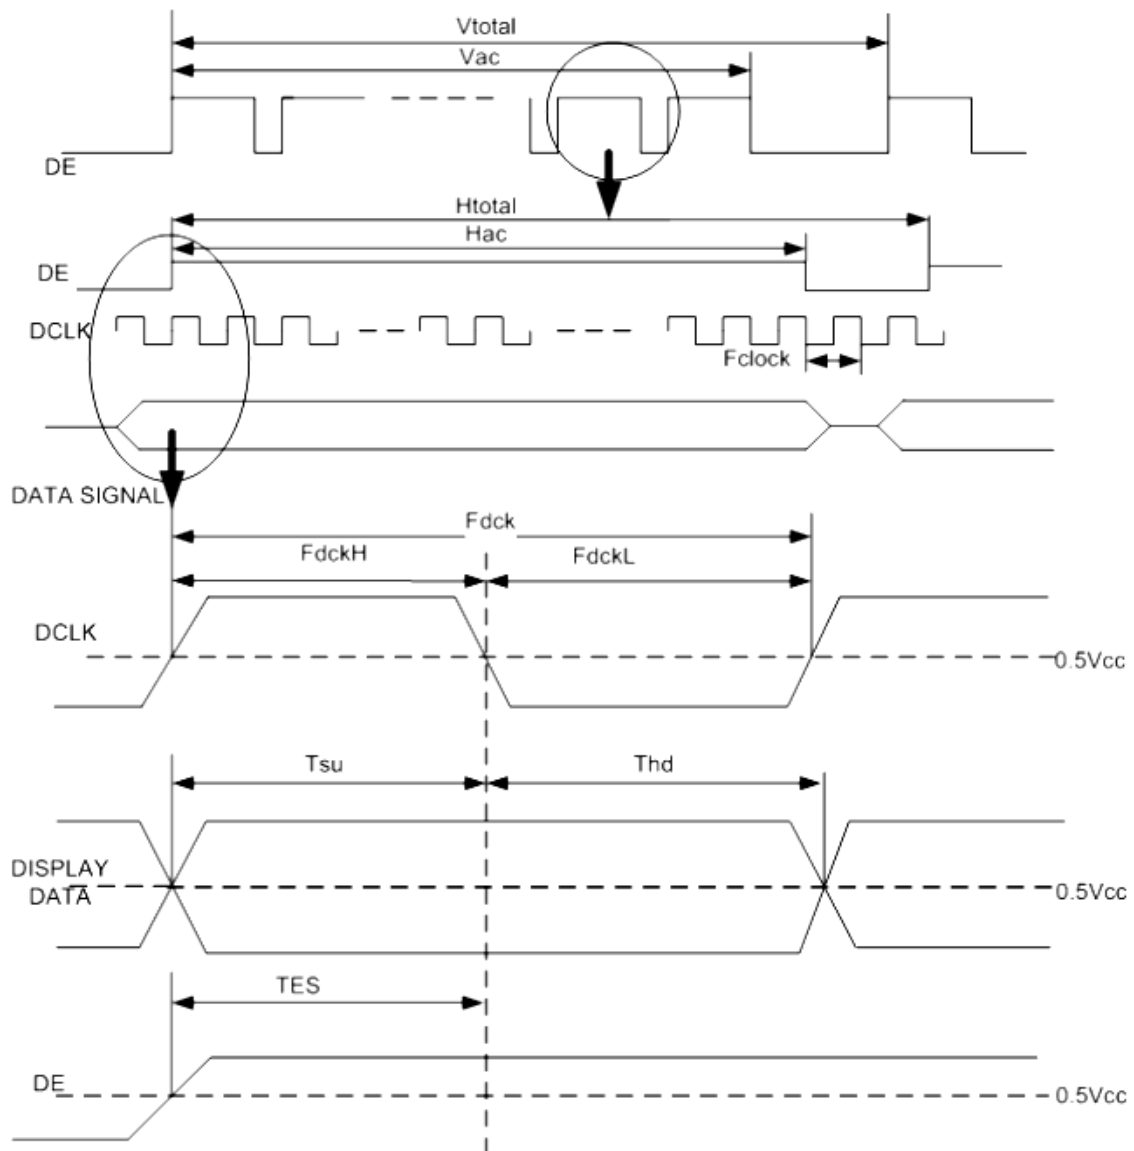 Vtotal
Vac
DE
Htotal
Hac
DE
DCLK
Fclock
DATA SIGNAL
Fdck
FdckH
FdckL
DCLK
0.5Vcc
Tsu
Thd
DISPLAY
DATA
0.5Vcc
TES
DE
0.5Vcc